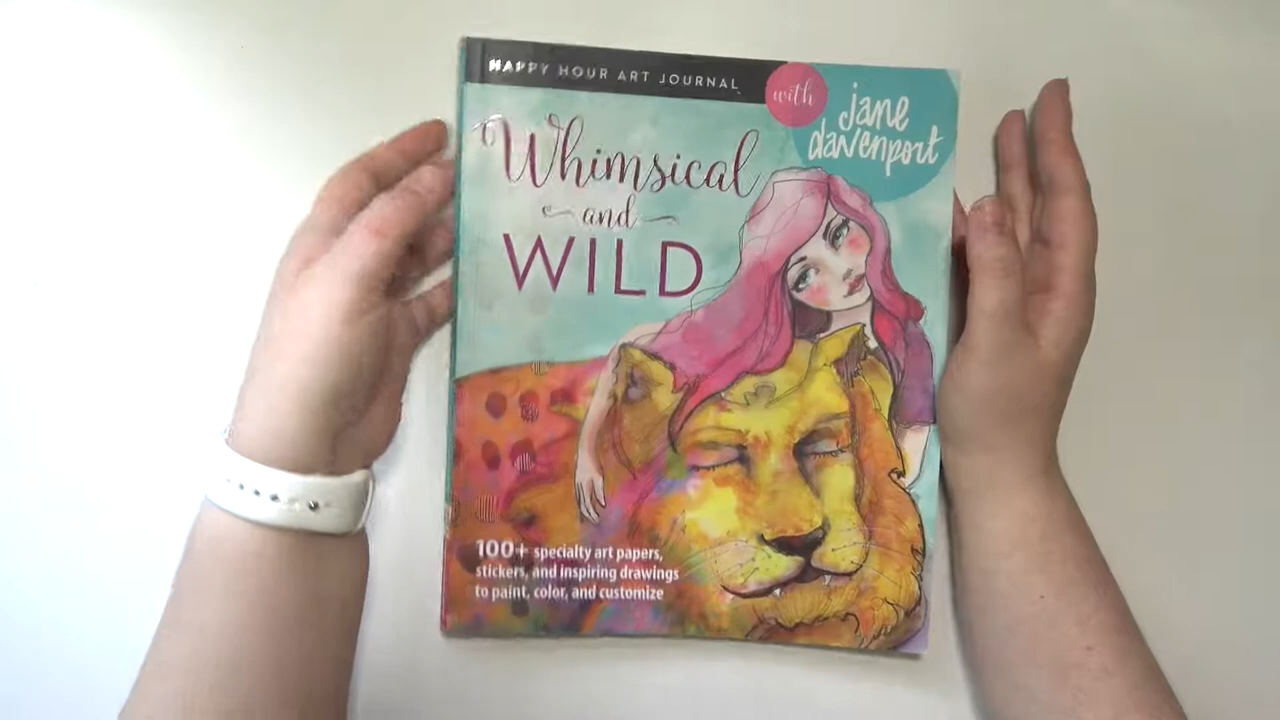 HAPPY HOUR ART JOURNAL
with
jane
davenport
Whimsical
and
WILD
100+ specialty art papers,
stickers, and inspiring drawings
to paint, color, and customize